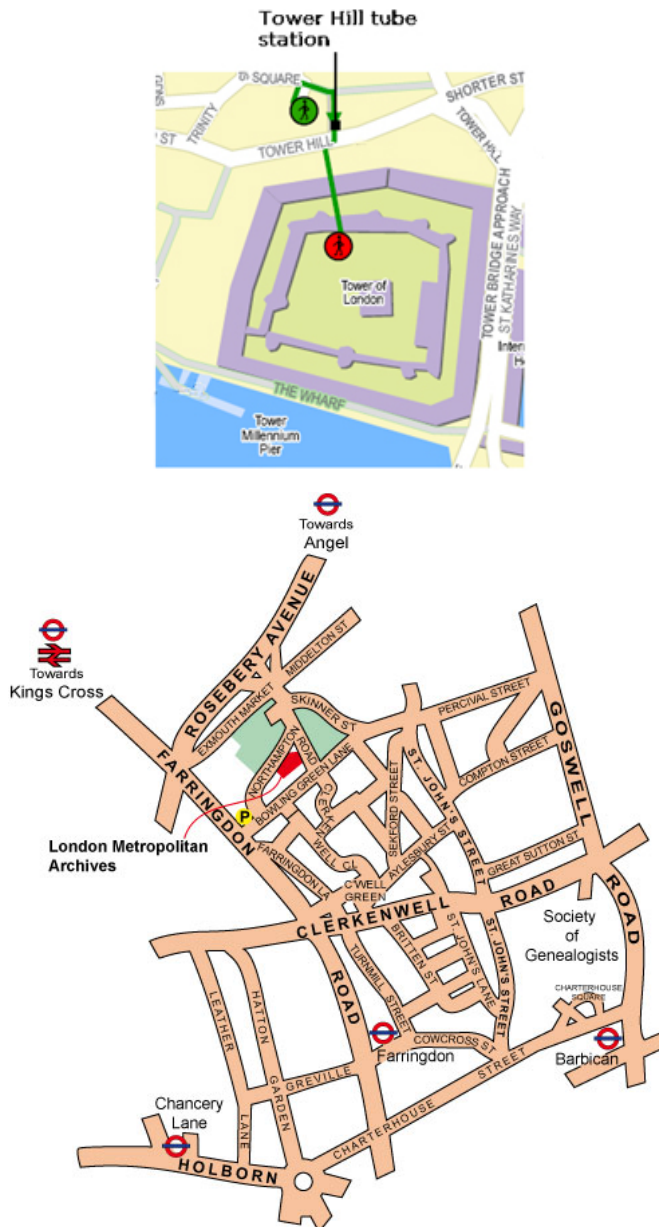 Tower Hill tube
station
SQUARE
SHORTER ST
TRINITY
TOWER HILL
TOWER HILL
TOWER BRIDGE APPROACH
ST KATHARINES WAY
Tower of
London
THE WHARF
Tower
Millennium
Pier
Towards
Angel
Towards
Kings Cross
ROSEBERY AVENUE
MIDDELTON ST
EXMOUTH MARKET
SKINNER ST
PERCIVAL STREET
GOSWELL
ROAD
FARRINGDON
ROAD
NORTHAMPTON
ROAD
BOWLING GREEN LANE
COMPTON STREET
ST. JOHN'S STREET
SEKFORD STREET
CLERKENWELL CL
P
London Metropolitan
Archives
FARRINGDON LA
AYLESBURY ST
GREAT SUTTON ST
C'WELL
GREEN
CLERKENWELL
ROAD
Society
of
Genealogists
TURNMILL STREET
BRITTEN ST
ST. JOHN'S LANE
ST. JOHN'S STREET
CHARTERHOUSE
SQUARE
LEATHER
LANE
HATTON
GARDEN
Farringdon
COWCROSS ST
Barbican
GREVILLE
CHARTERHOUSE
STREET
Chancery
Lane
HOLBORN